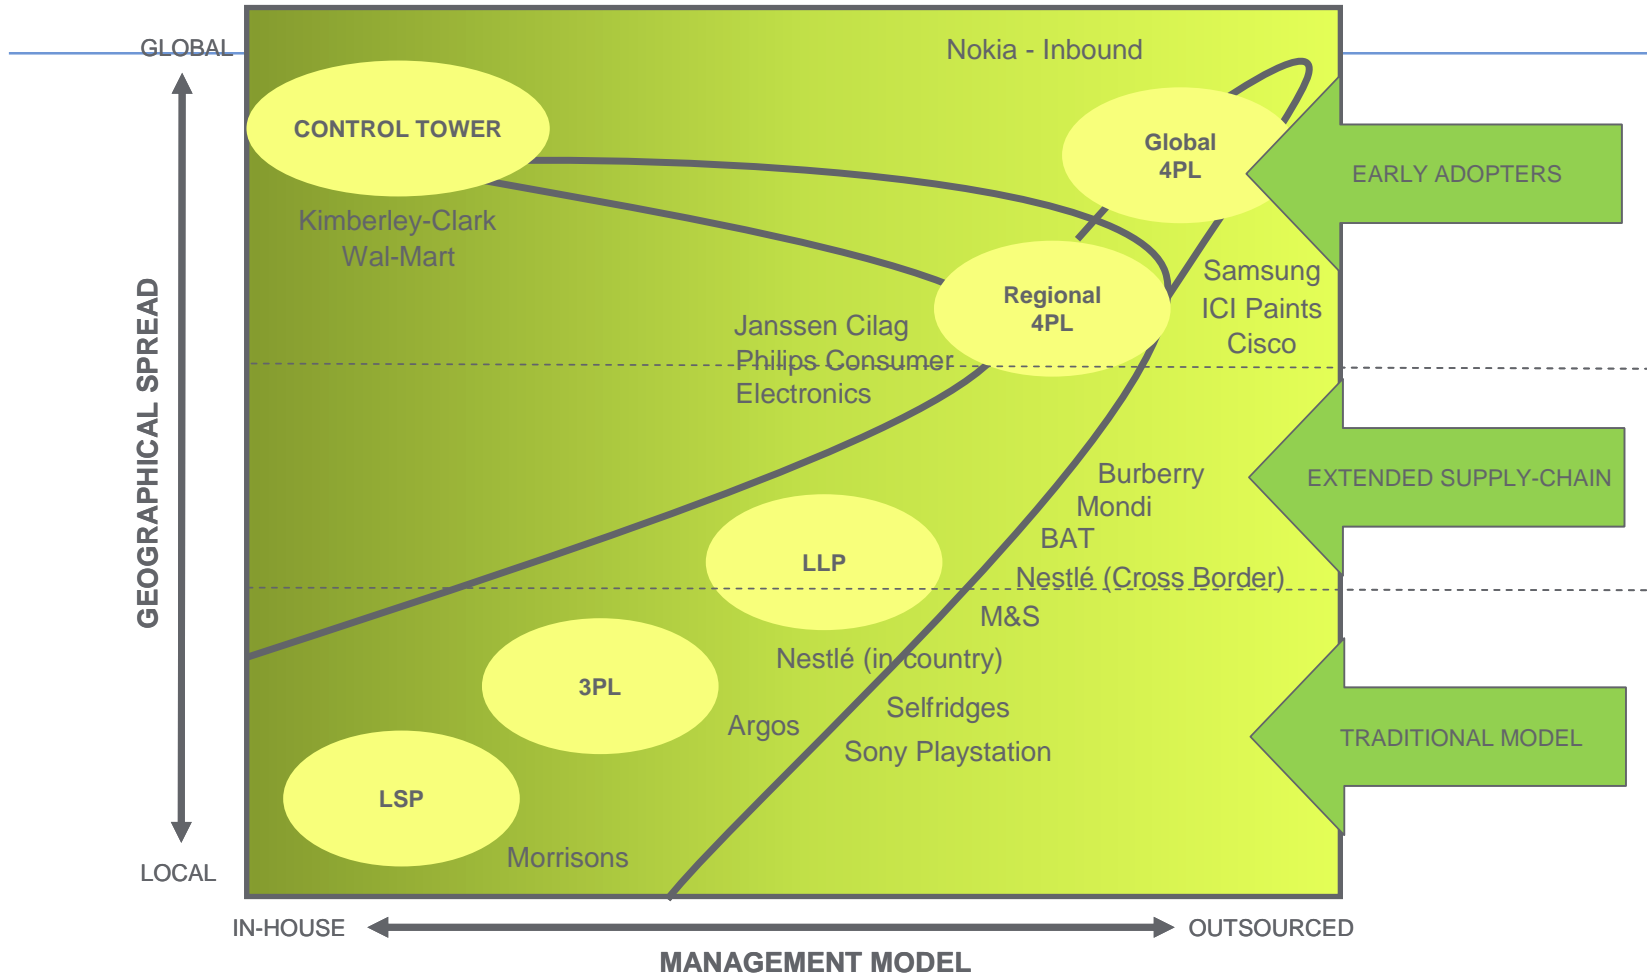 GLOBAL
Nokia - Inbound
CONTROL TOWER
Global
4PL
EARLY ADOPTERS
Kimberley-Clark
Wal-Mart
Samsung
ICI Paints
Cisco
Regional
4PL
Janssen Cilag
Philips Consumer
Electronics
GEOGRAPHICAL SPREAD
Burberry
Mondi
BAT
Nestlé (Cross Border)
EXTENDED SUPPLY-CHAIN
LLP
M&S
Nestlé (in country)
3PL
Selfridges
Argos
Sony Playstation
TRADITIONAL MODEL
LSP
Morrisons
LOCAL
IN-HOUSE
OUTSOURCED
MANAGEMENT MODEL